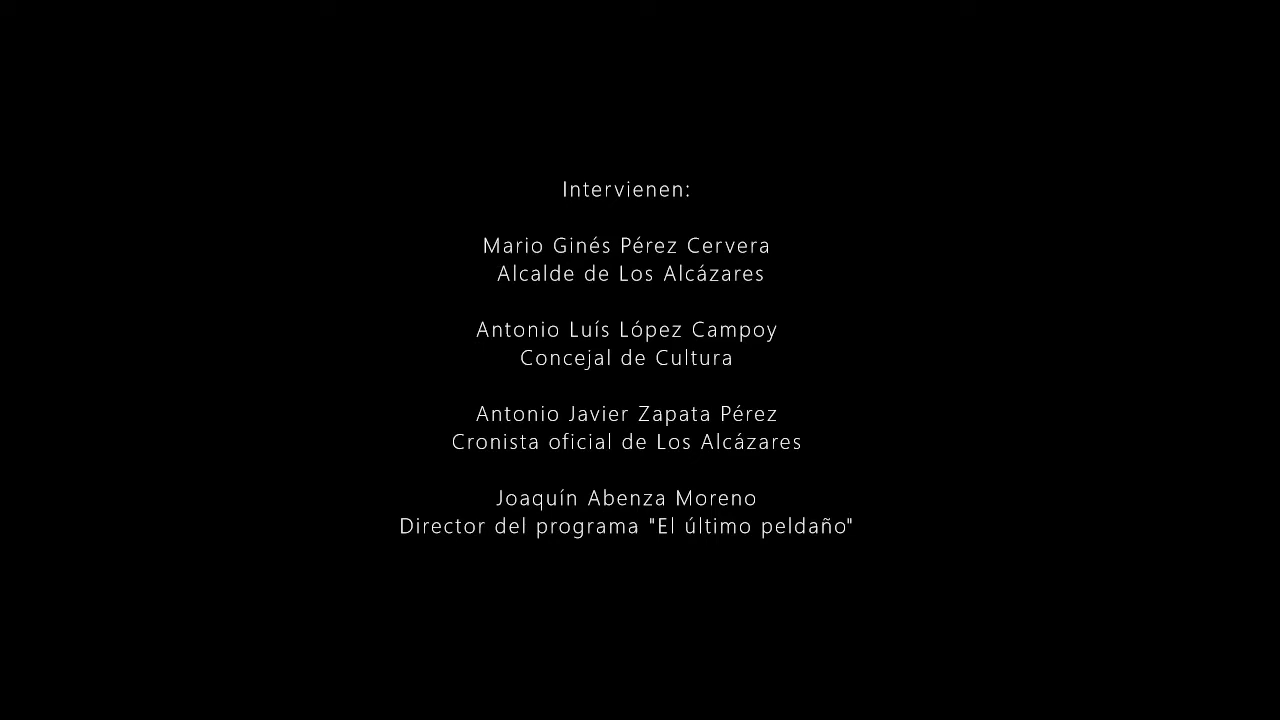 Intervienen:
Mario Ginés Pérez Cervera
Alcalde de Los Alcázares
Antonio Luís López Campoy
Concejal de Cultura
Antonio Javier Zapata Pérez
Cronista oficial de Los Alcázares
Joaquín Abenza Moreno
Director del programa "El último peldaño"